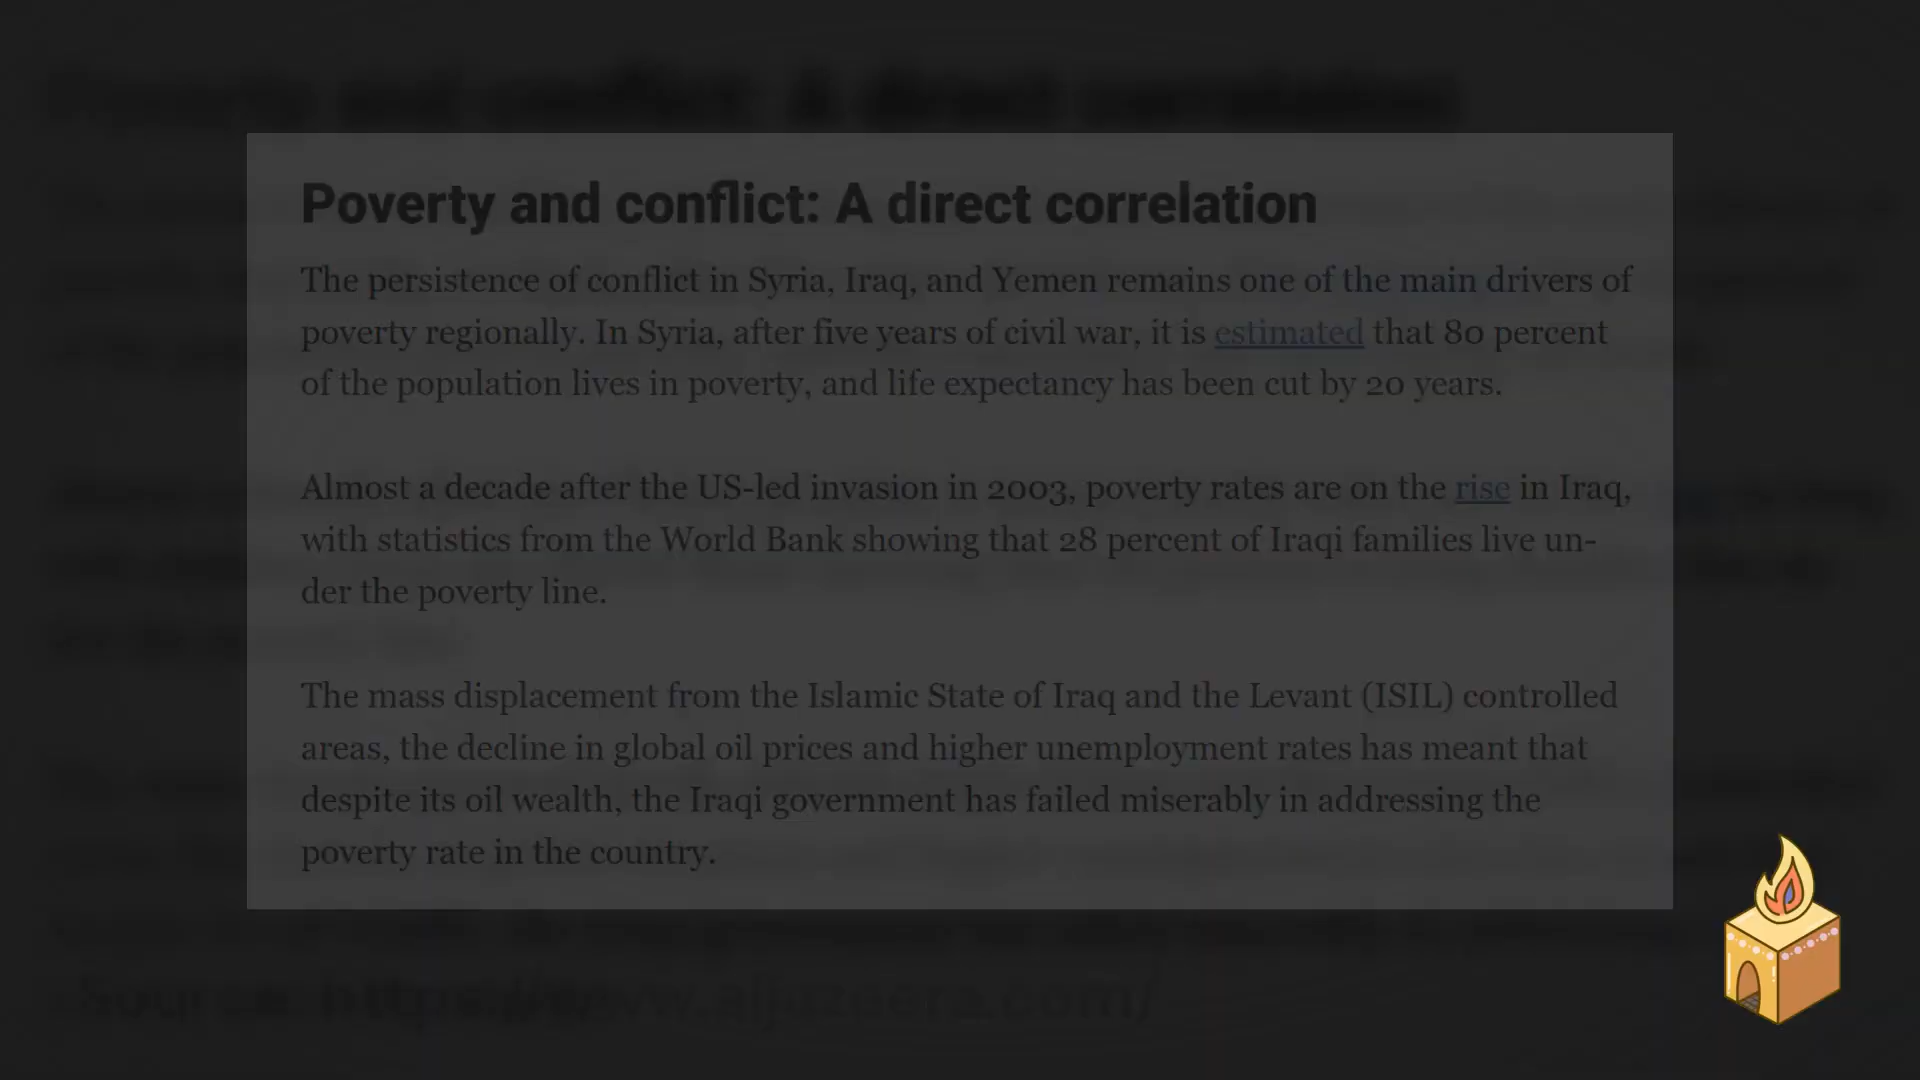 Poverty and conflict: A direct correlation
The persistence of conflict in Syria, Iraq, and Yemen remains one of the main drivers of
poverty regionally. In Syria, after five years of civil war, it is estimated that 80 percent
of the population lives in poverty, and life expectancy has been cut by 20 years.
Almost a decade after the US-led invasion in 2003, poverty rates are on the rise in Iraq,
with statistics from the World Bank showing that 28 percent of Iraqi families live un-
der the poverty line.
The mass displacement from the Islamic State of Iraq and the Levant (ISIL) controlled
areas, the decline in global oil prices and higher unemployment rates has meant that
despite its oil wealth, the Iraqi government has failed miserably in addressing the
poverty rate in the country.
Source: https://www.aljazeera.com/